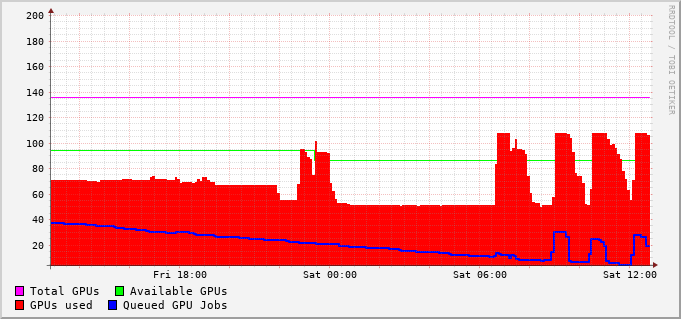 200
180
160
140
120
100
80
60
40
20
Fri 18:00 Sat 00:00 Sat 06:00 Sat 12:00
Total GPUs Available GPUs
GPUs used Queued GPU Jobs
RRDTOOL / TOBI OETIKER